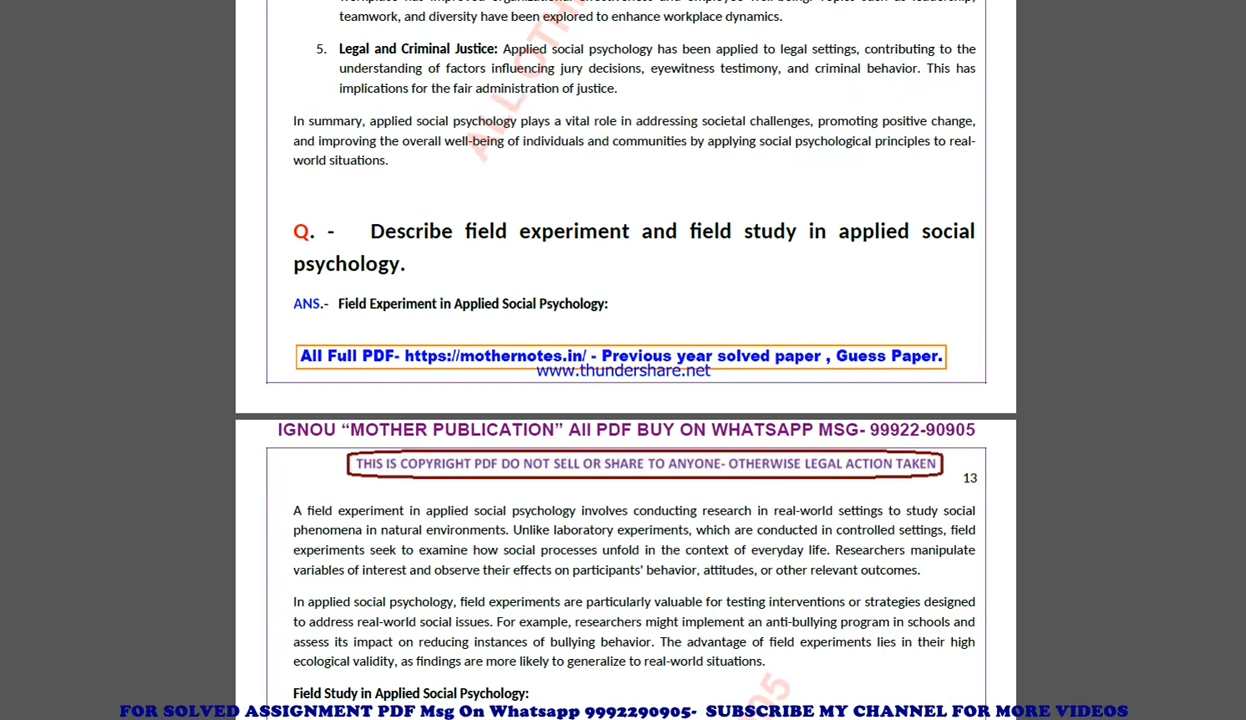 teamwork, and diversity have been explored to enhance workplace dynamics.
5. Legal and Criminal Justice: Applied social psychology has been applied to legal settings, contributing to the
understanding of factors influencing jury decisions, eyewitness testimony, and criminal behavior. This has
implications for the fair administration of justice.
In summary, applied social psychology plays a vital role in addressing societal challenges, promoting positive change,
and improving the overall well-being of individuals and communities by applying social psychological principles to real-
world situations.
Q. - Describe field experiment and field study in applied social
psychology.
ANS.- Field Experiment in Applied Social Psychology:
All Full PDF- https://mothernotes.in/ - Previous year solved paper , Guess Paper.
www.thundershare.net
IGNOU “MOTHER PUBLICATION” All PDF BUY ON WHATSAPP MSG- 99922-90905
THIS IS COPYRIGHT PDF DO NOT SELL OR SHARE TO ANYONE- OTHERWISE LEGAL ACTION TAKEN
13
A field experiment in applied social psychology involves conducting research in real-world settings to study social
phenomena in natural environments. Unlike laboratory experiments, which are conducted in controlled settings, field
experiments seek to examine how social processes unfold in the context of everyday life. Researchers manipulate
variables of interest and observe their effects on participants' behavior, attitudes, or other relevant outcomes.
In applied social psychology, field experiments are particularly valuable for testing interventions or strategies designed
to address real-world social issues. For example, researchers might implement an anti-bullying program in schools and
assess its impact on reducing instances of bullying behavior. The advantage of field experiments lies in their high
ecological validity, as findings are more likely to generalize to real-world situations.
Field Study in Applied Social Psychology:
FOR SOLVED ASSIGNMENT PDF Msg On Whatsapp 9992290905- SUBSCRIBE MY CHANNEL FOR MORE VIDEOS